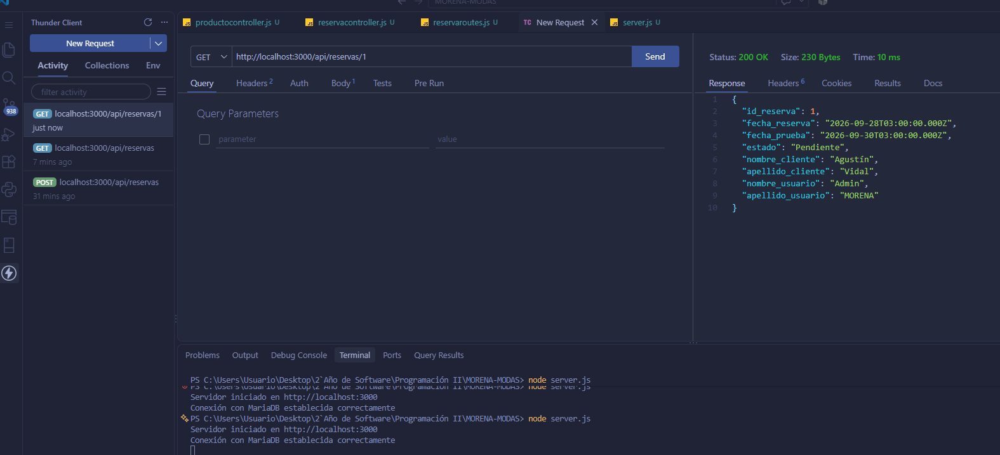 MORENA-MODAS
Thunder Client
New Request
Activity Collections Env
filter activity
GET localhost:3000/api/reservas/1
just now
GET localhost:3000/api/reservas
7 mins ago
POST localhost:3000/api/reservas
31 mins ago
938
JS productocontroller.js U JS reservacontroller.js U JS reservaroutes.js U TC New Request JS server.js U
GET http://localhost:3000/api/reservas/1 Send
Query Headers 2 Auth Body 1 Tests Pre Run
Query Parameters
parameter value
Status: 200 OK Size: 230 Bytes Time: 10 ms
Response Headers 6 Cookies Results Docs
1 {
2 "id_reserva": 1,
3 "fecha_reserva": "2026-09-28T03:00:00.000Z",
4 "fecha_prueba": "2026-09-30T03:00:00.000Z",
5 "estado": "Pendiente",
6 "nombre_cliente": "Agustín",
7 "apellido_cliente": "Vidal",
8 "nombre_usuario": "Admin",
9 "apellido_usuario": "MORENA"
10 }
Problems Output Debug Console Terminal Ports Query Results
PS C:\Users\Usuario\Desktop\2`Año de Software\Programación II\MORENA-MODAS> node server.js
PS C:\Users\Usuario\Desktop\2`Año de Software\Programación II\MORENA-MODAS> node server.js
Servidor iniciado en http://localhost:3000
Conexión con MariaDB establecida correctamente
PS C:\Users\Usuario\Desktop\2`Año de Software\Programación II\MORENA-MODAS> node server.js
Servidor iniciado en http://localhost:3000
Conexión con MariaDB establecida correctamente